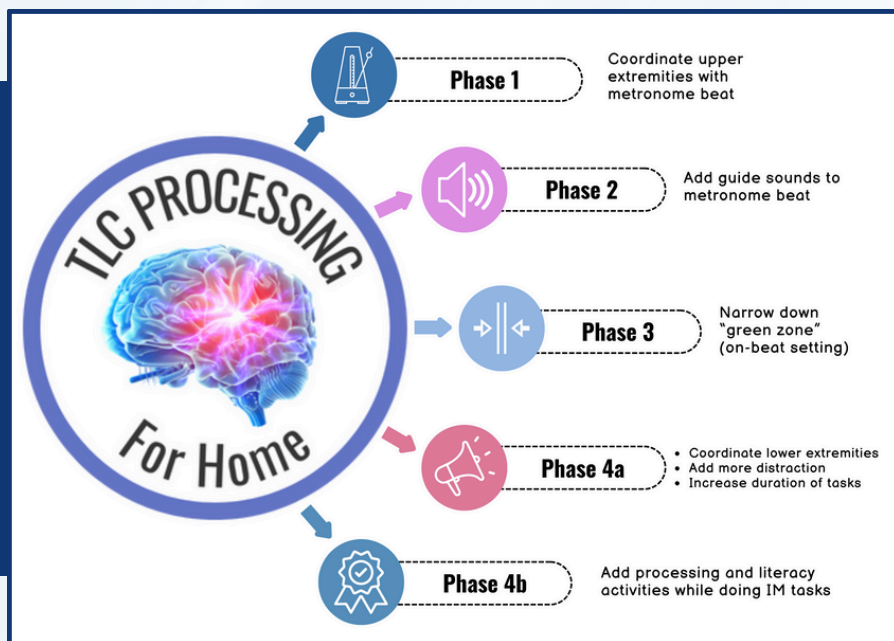 TLC PROCESSING
For Home
Phase 1
Coordinate upper
extremities with
metronome beat
Phase 2
Add guide sounds to
metronome beat
Phase 3
Narrow down
“green zone”
(on-beat setting)
Phase 4a
• Coordinate lower extremities
• Add more distraction
• Increase duration of tasks
Phase 4b
Add processing and literacy
activities while doing IM tasks